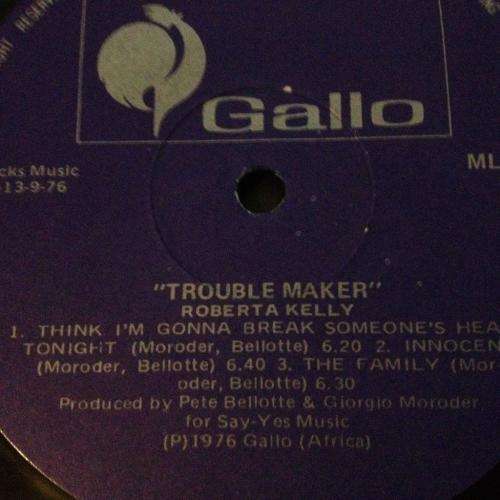 RESER
Gallo
cks Music
13-9-76
ML
"TROUBLE MAKER"
ROBERTA KELLY
1. THINK I'M GONNA BREAK SOMEONE'S HEA
TONIGHT (Moroder, Bellotte) 6.20 2. INNOCEN
(Moroder, Bellotte) 6.40 3. THE FAMILY (Mor
oder, Bellotte) 6.30
Produced by Pete Bellotte & Giorgio Moroder
for Say-Yes Music
(P)1976 Gallo (Africa)